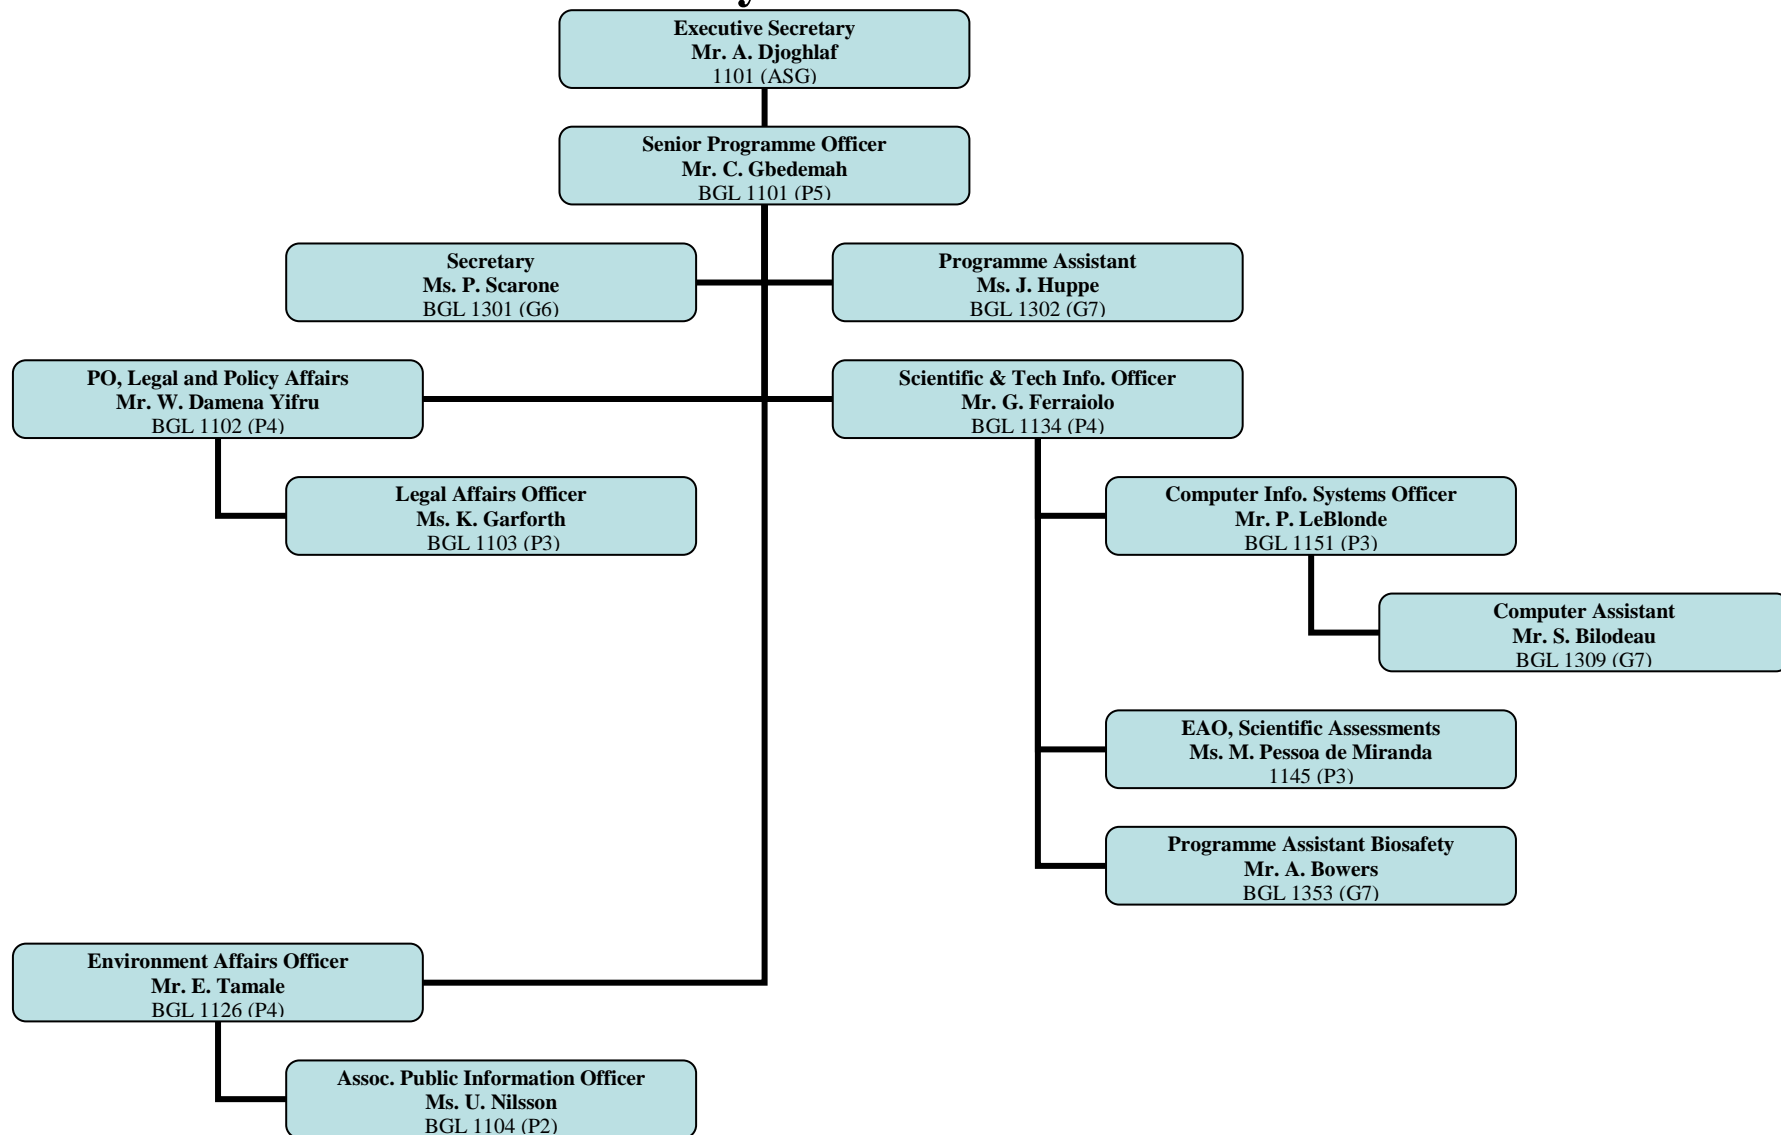 Executive Secretary
Mr. A. Djoghlaf
1101 (ASG)
Senior Programme Officer
Mr. C. Gbedemah
BGL 1101 (P5)
Secretary
Ms. P. Scarone
BGL 1301 (G6)
Programme Assistant
Ms. J. Huppe
BGL 1302 (G7)
PO, Legal and Policy Affairs
Mr. W. Damena Yifru
BGL 1102 (P4)
Scientific & Tech Info. Officer
Mr. G. Ferraiolo
BGL 1134 (P4)
Legal Affairs Officer
Ms. K. Garforth
BGL 1103 (P3)
Computer Info. Systems Officer
Mr. P. LeBlonde
BGL 1151 (P3)
Computer Assistant
Mr. S. Bilodeau
BGL 1309 (G7)
EAO, Scientific Assessments
Ms. M. Pessoa de Miranda
1145 (P3)
Programme Assistant Biosafety
Mr. A. Bowers
BGL 1353 (G7)
Environment Affairs Officer
Mr. E. Tamale
BGL 1126 (P4)
Assoc. Public Information Officer
Ms. U. Nilsson
BGL 1104 (P2)